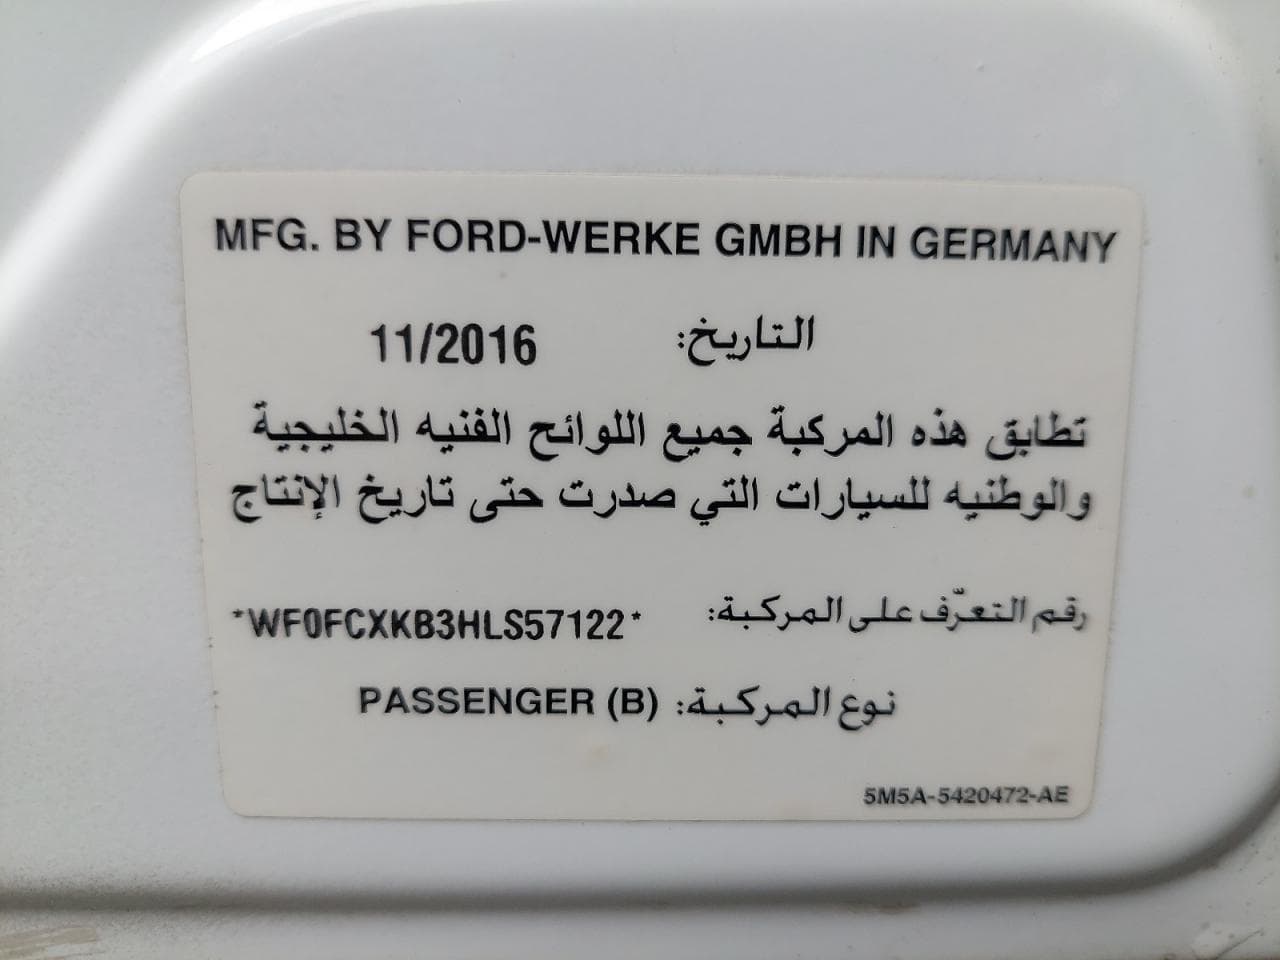 MFG. BY FORD-WERKE GMBH IN GERMANY
التاريخ: 11/2016
تطابق هذه المركبة جميع اللوائح الفنيه الخليجية
والوطنيه للسيارات التي صدرت حتى تاريخ الإنتاج
رقم التعرّف على المركبة: *WF0FCXKB3HLS57122*
نوع المركبة: PASSENGER (B)
5M5A-5420472-AE